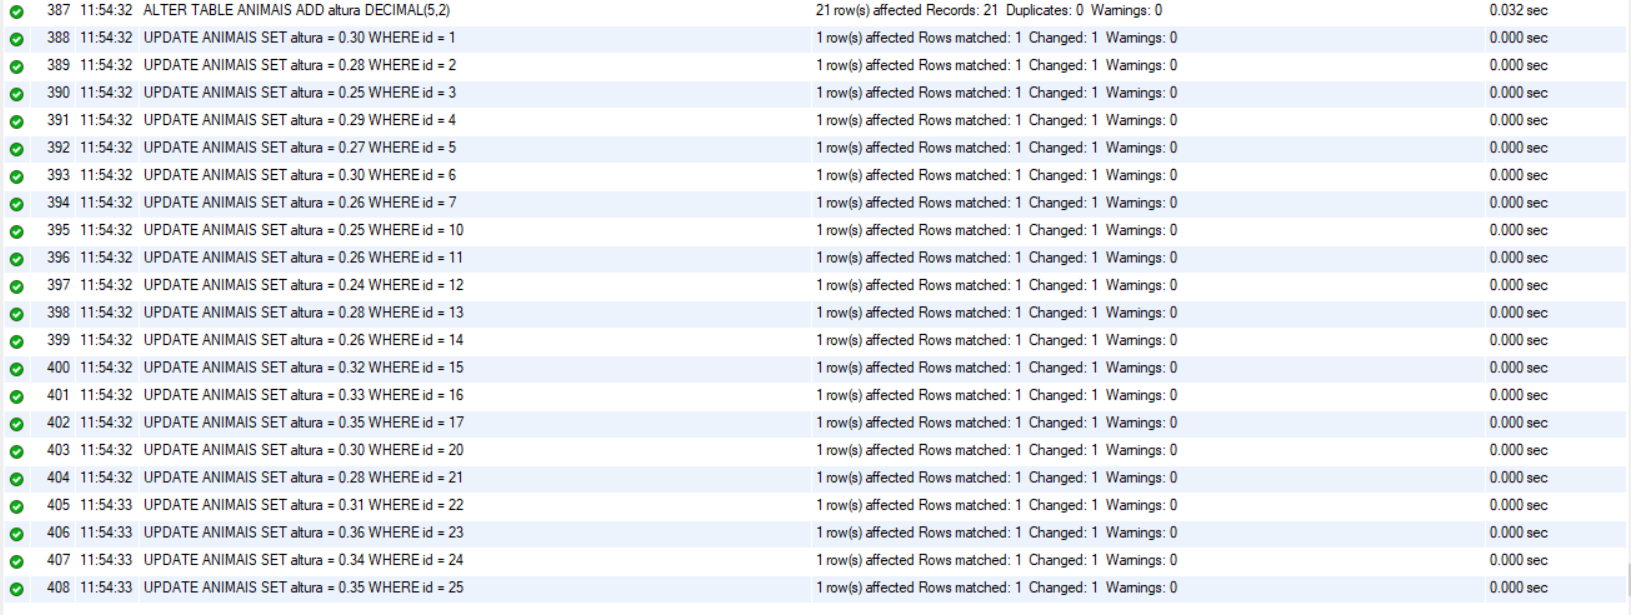 387 11:54:32 ALTER TABLE ANIMAIS ADD altura DECIMAL(5,2) 21 row(s) affected Records: 21 Duplicates: 0 Warnings: 0 0.032 sec
388 11:54:32 UPDATE ANIMAIS SET altura = 0.30 WHERE id = 1 1 row(s) affected Rows matched: 1 Changed: 1 Warnings: 0 0.000 sec
389 11:54:32 UPDATE ANIMAIS SET altura = 0.28 WHERE id = 2 1 row(s) affected Rows matched: 1 Changed: 1 Warnings: 0 0.000 sec
390 11:54:32 UPDATE ANIMAIS SET altura = 0.25 WHERE id = 3 1 row(s) affected Rows matched: 1 Changed: 1 Warnings: 0 0.000 sec
391 11:54:32 UPDATE ANIMAIS SET altura = 0.29 WHERE id = 4 1 row(s) affected Rows matched: 1 Changed: 1 Warnings: 0 0.000 sec
392 11:54:32 UPDATE ANIMAIS SET altura = 0.27 WHERE id = 5 1 row(s) affected Rows matched: 1 Changed: 1 Warnings: 0 0.000 sec
393 11:54:32 UPDATE ANIMAIS SET altura = 0.30 WHERE id = 6 1 row(s) affected Rows matched: 1 Changed: 1 Warnings: 0 0.000 sec
394 11:54:32 UPDATE ANIMAIS SET altura = 0.26 WHERE id = 7 1 row(s) affected Rows matched: 1 Changed: 1 Warnings: 0 0.000 sec
395 11:54:32 UPDATE ANIMAIS SET altura = 0.25 WHERE id = 10 1 row(s) affected Rows matched: 1 Changed: 1 Warnings: 0 0.000 sec
396 11:54:32 UPDATE ANIMAIS SET altura = 0.26 WHERE id = 11 1 row(s) affected Rows matched: 1 Changed: 1 Warnings: 0 0.000 sec
397 11:54:32 UPDATE ANIMAIS SET altura = 0.24 WHERE id = 12 1 row(s) affected Rows matched: 1 Changed: 1 Warnings: 0 0.000 sec
398 11:54:32 UPDATE ANIMAIS SET altura = 0.28 WHERE id = 13 1 row(s) affected Rows matched: 1 Changed: 1 Warnings: 0 0.000 sec
399 11:54:32 UPDATE ANIMAIS SET altura = 0.26 WHERE id = 14 1 row(s) affected Rows matched: 1 Changed: 1 Warnings: 0 0.000 sec
400 11:54:32 UPDATE ANIMAIS SET altura = 0.32 WHERE id = 15 1 row(s) affected Rows matched: 1 Changed: 1 Warnings: 0 0.000 sec
401 11:54:32 UPDATE ANIMAIS SET altura = 0.33 WHERE id = 16 1 row(s) affected Rows matched: 1 Changed: 1 Warnings: 0 0.000 sec
402 11:54:32 UPDATE ANIMAIS SET altura = 0.35 WHERE id = 17 1 row(s) affected Rows matched: 1 Changed: 1 Warnings: 0 0.000 sec
403 11:54:32 UPDATE ANIMAIS SET altura = 0.30 WHERE id = 20 1 row(s) affected Rows matched: 1 Changed: 1 Warnings: 0 0.000 sec
404 11:54:32 UPDATE ANIMAIS SET altura = 0.28 WHERE id = 21 1 row(s) affected Rows matched: 1 Changed: 1 Warnings: 0 0.000 sec
405 11:54:33 UPDATE ANIMAIS SET altura = 0.31 WHERE id = 22 1 row(s) affected Rows matched: 1 Changed: 1 Warnings: 0 0.000 sec
406 11:54:33 UPDATE ANIMAIS SET altura = 0.36 WHERE id = 23 1 row(s) affected Rows matched: 1 Changed: 1 Warnings: 0 0.000 sec
407 11:54:33 UPDATE ANIMAIS SET altura = 0.34 WHERE id = 24 1 row(s) affected Rows matched: 1 Changed: 1 Warnings: 0 0.000 sec
408 11:54:33 UPDATE ANIMAIS SET altura = 0.35 WHERE id = 25 1 row(s) affected Rows matched: 1 Changed: 1 Warnings: 0 0.000 sec